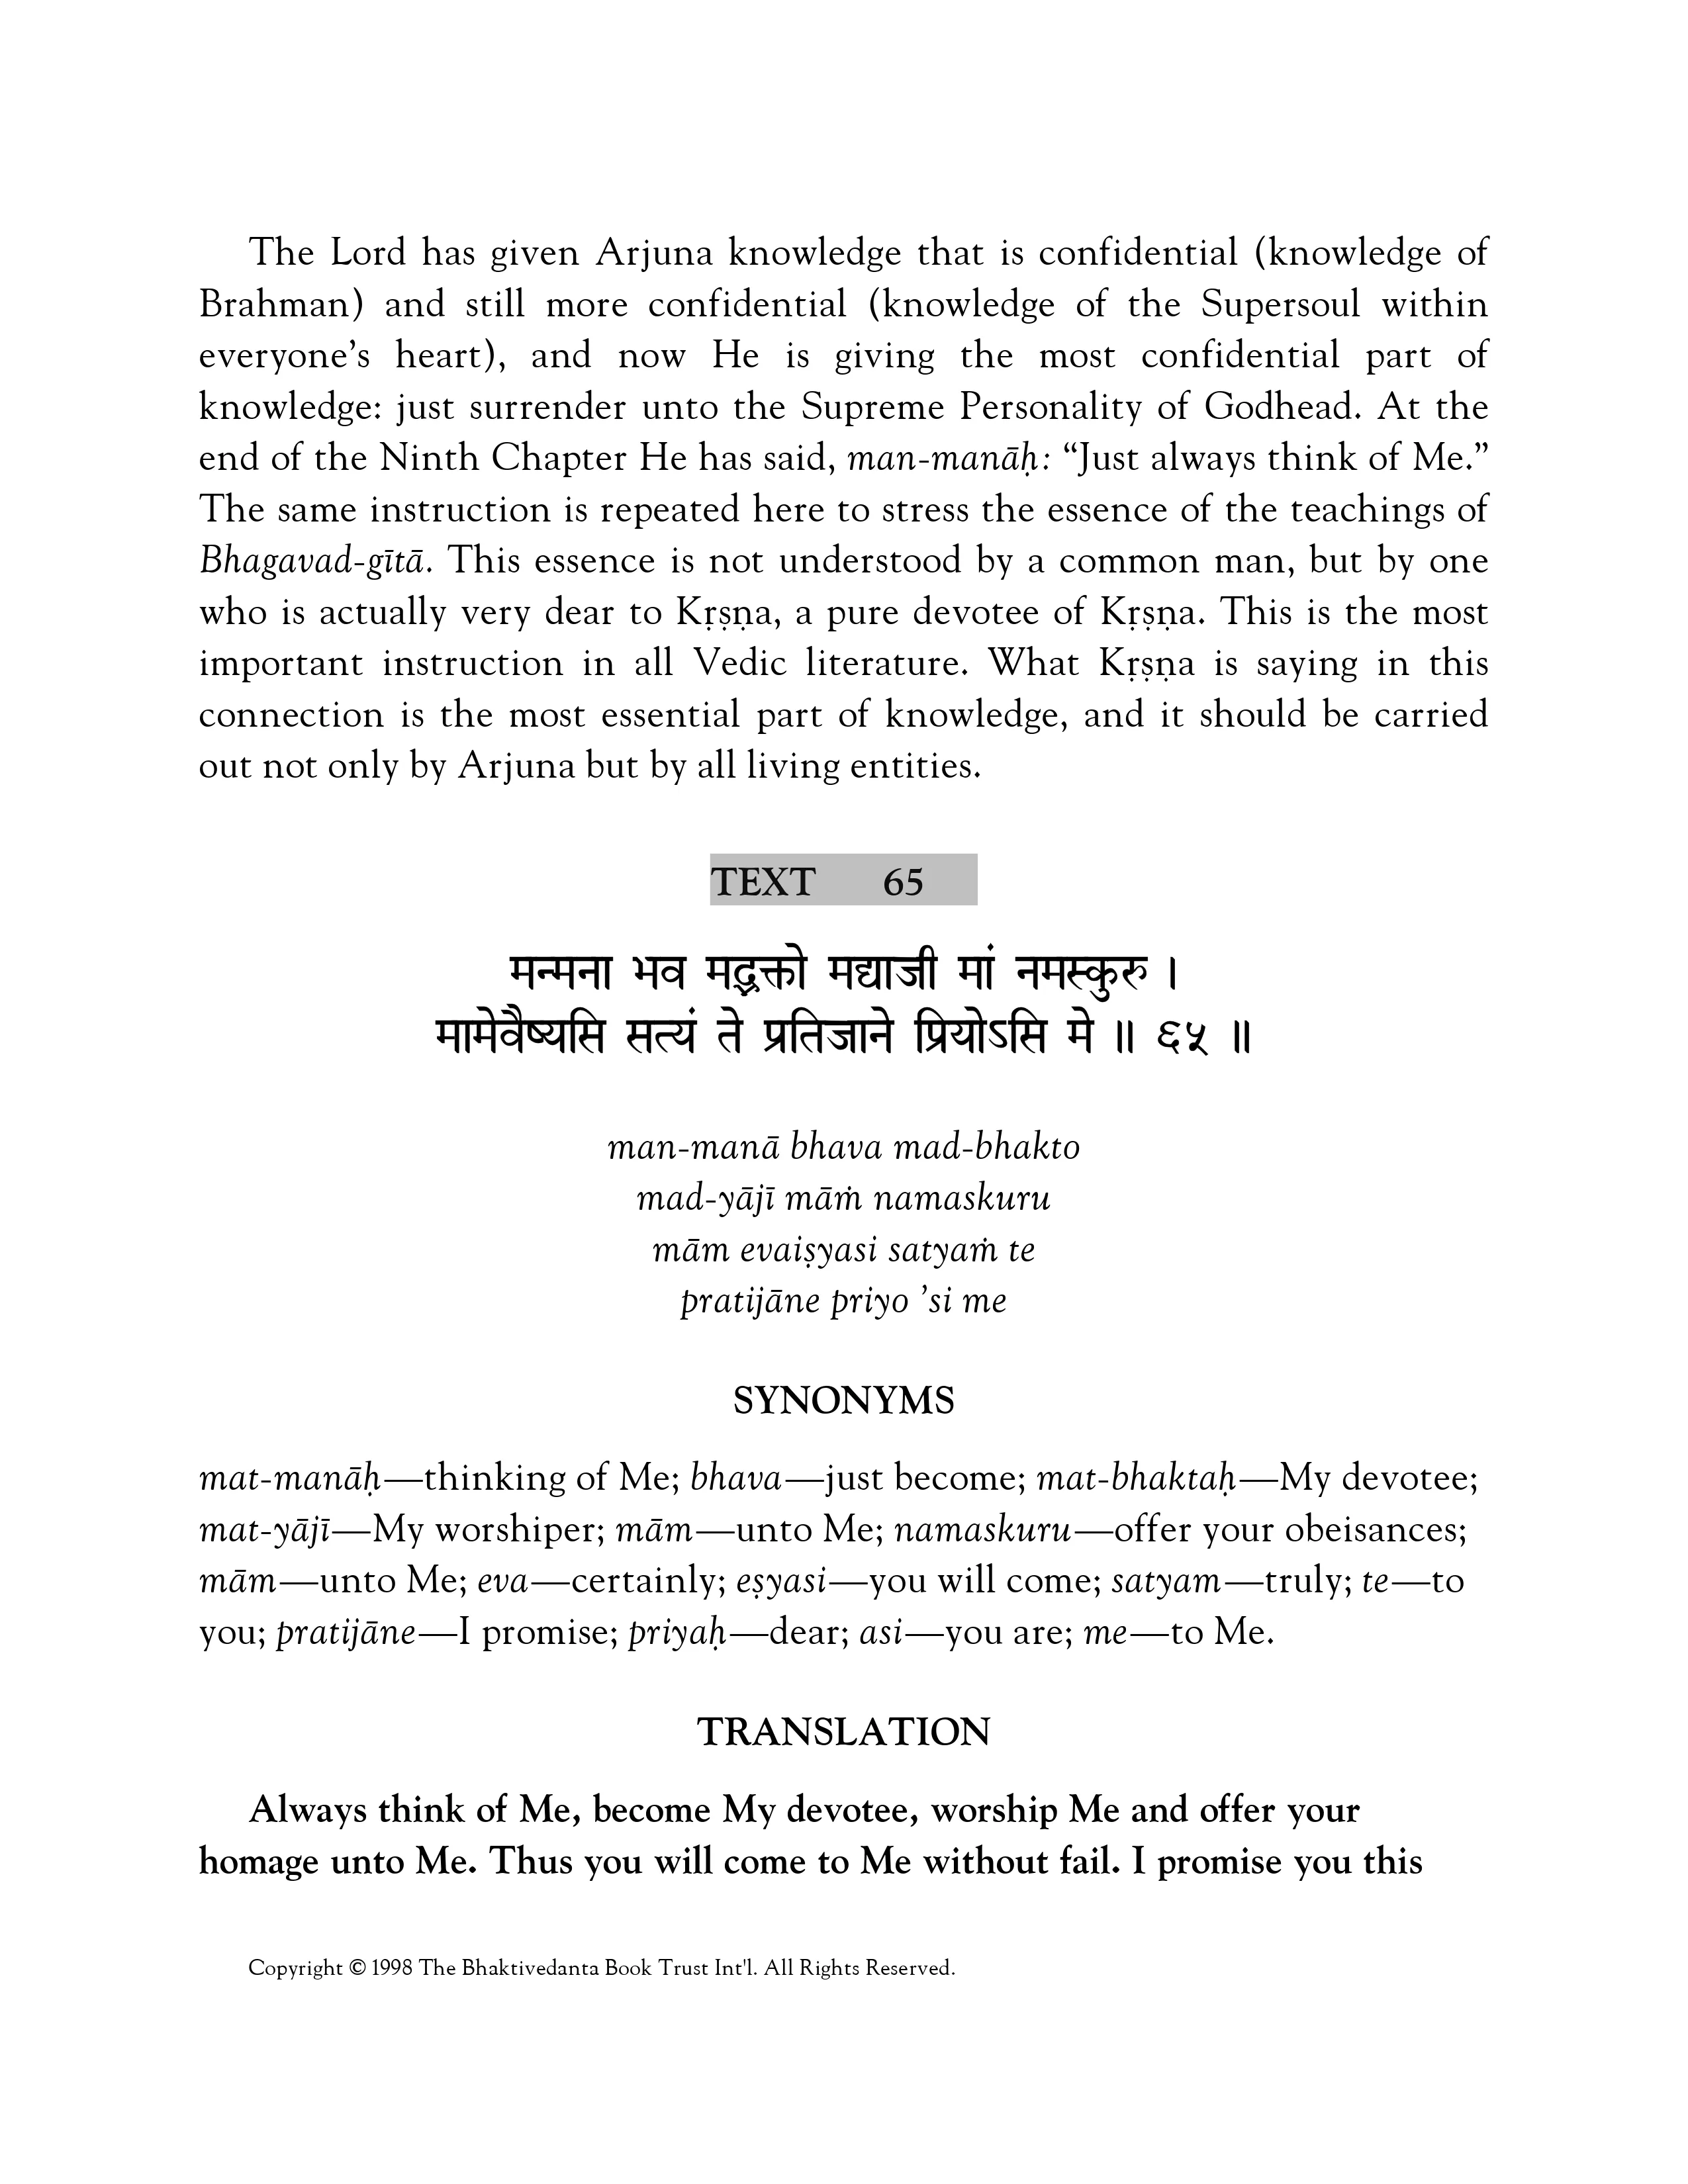 The Lord has given Arjuna knowledge that is confidential (knowledge of
Brahman) and still more confidential (knowledge of the Supersoul within
everyone’s heart), and now He is giving the most confidential part of
knowledge: just surrender unto the Supreme Personality of Godhead. At the
end of the Ninth Chapter He has said, man-manāḥ: “Just always think of Me.”
The same instruction is repeated here to stress the essence of the teachings of
Bhagavad-gītā. This essence is not understood by a common man, but by one
who is actually very dear to Kṛṣṇa, a pure devotee of Kṛṣṇa. This is the most
important instruction in all Vedic literature. What Kṛṣṇa is saying in this
connection is the most essential part of knowledge, and it should be carried
out not only by Arjuna but by all living entities.
TEXT 65
मन्मना भव मद्भक्तो मद्याजी मां नमस्कुरु ।
मामेवैष्यसि सत्यं ते प्रतिजाने प्रियोऽसि मे ॥ ६५ ॥
man-manā bhava mad-bhakto
mad-yājī māṁ namaskuru
mām evaiṣyasi satyaṁ te
pratijāne priyo ’si me
SYNONYMS
mat-manāḥ—thinking of Me; bhava—just become; mat-bhaktaḥ—My devotee;
mat-yājī—My worshiper; mām—unto Me; namaskuru—offer your obeisances;
mām—unto Me; eva—certainly; eṣyasi—you will come; satyam—truly; te—to
you; pratijāne—I promise; priyaḥ—dear; asi—you are; me—to Me.
TRANSLATION
Always think of Me, become My devotee, worship Me and offer your
homage unto Me. Thus you will come to Me without fail. I promise you this
Copyright © 1998 The Bhaktivedanta Book Trust Int'l. All Rights Reserved.